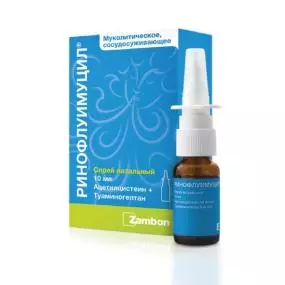 Муколитическое,
сосудосуживающее
РИНОФЛУИМУЦИЛ®
Спрей назальный
10 мл
Ацетилцистеин +
Туаминогептан
Zambon
РИНОФЛУИМУЦИЛ